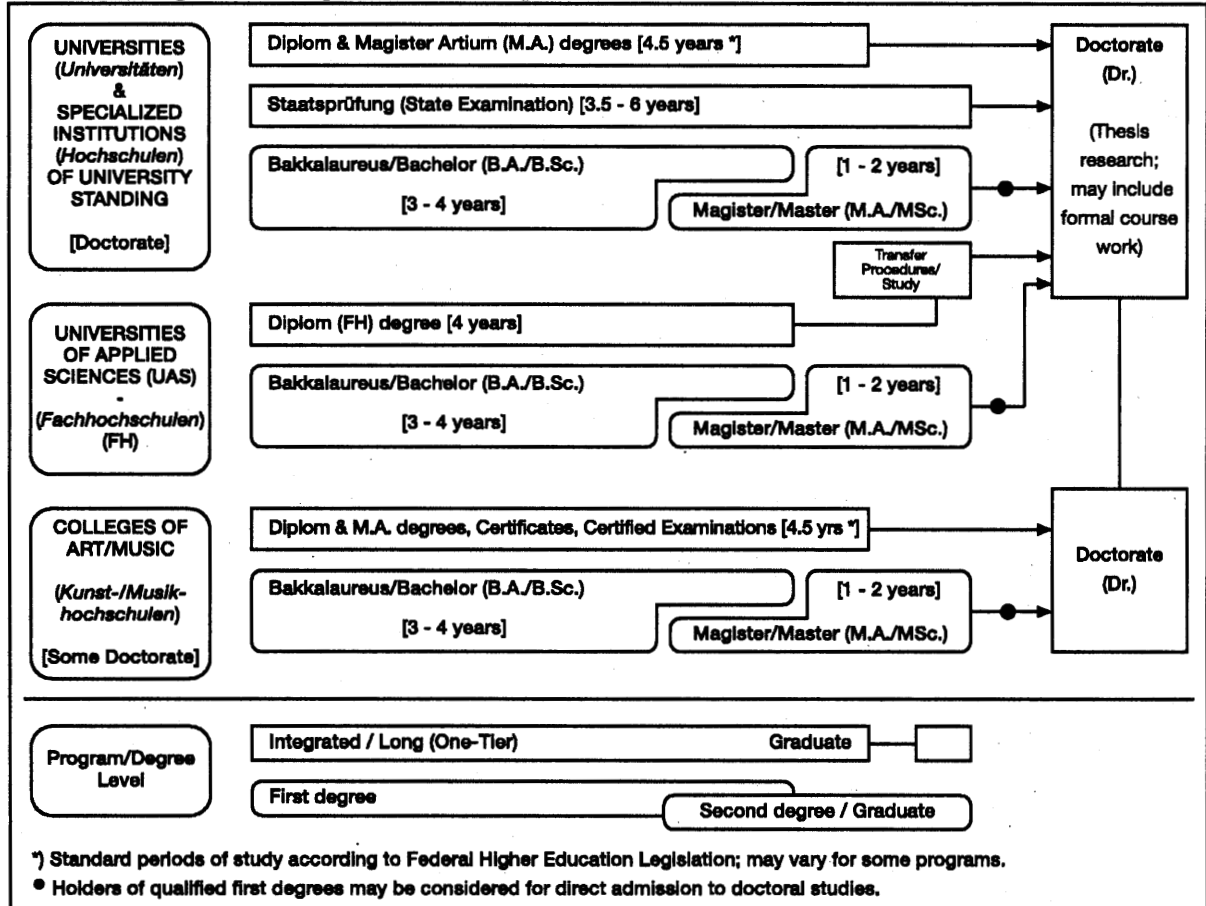 UNIVERSITIES
(Universitäten)
&
SPECIALIZED
INSTITUTIONS
(Hochschulen)
OF UNIVERSITY
STANDING
[Doctorate]
Diplom & Magister Artium (M.A.) degrees [4.5 years *]
Staatsprüfung (State Examination) [3.5 - 6 years]
Bakkalaureus/Bachelor (B.A./B.Sc.)
[3 - 4 years]
[1 - 2 years]
Magister/Master (M.A./MSc.)
Transfer
Procedures/
Study
Doctorate
(Dr.)
(Thesis
research;
may include
formal course
work)
UNIVERSITIES
OF APPLIED
SCIENCES (UAS)
-
(Fachhochschulen)
(FH)
Diplom (FH) degree [4 years]
Bakkalaureus/Bachelor (B.A./B.Sc.)
[3 - 4 years]
[1 - 2 years]
Magister/Master (M.A./MSc.)
COLLEGES OF
ART/MUSIC
(Kunst-/Musik-
hochschulen)
[Some Doctorate]
Diplom & M.A. degrees, Certificates, Certified Examinations [4.5 yrs *]
Bakkalaureus/Bachelor (B.A./B.Sc.)
[3 - 4 years]
[1 - 2 years]
Magister/Master (M.A./MSc.)
Doctorate
(Dr.)
Program/Degree
Level
Integrated / Long (One-Tier) Graduate
First degree
Second degree / Graduate
*) Standard periods of study according to Federal Higher Education Legislation; may vary for some programs.
● Holders of qualified first degrees may be considered for direct admission to doctoral studies.